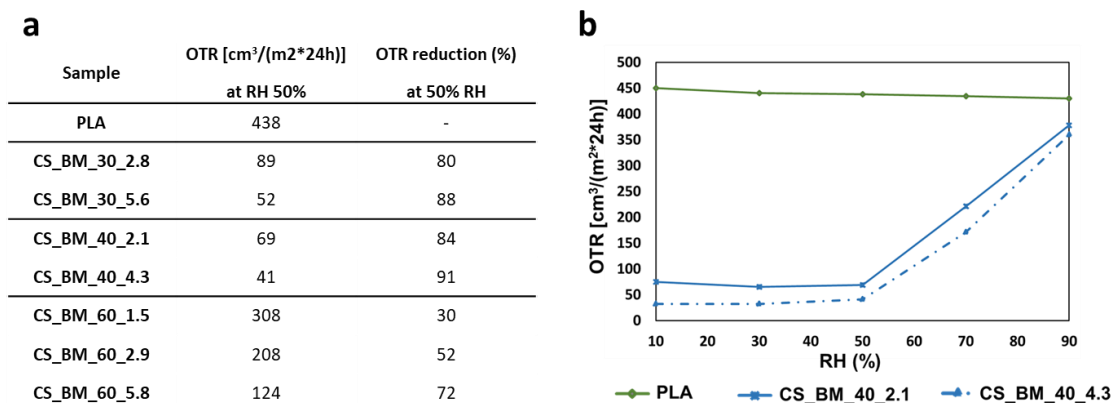 a
Sample OTR [cm³/(m2*24h)] OTR reduction (%)
at RH 50% at 50% RH
PLA 438 -
CS_BM_30_2.8 89 80
CS_BM_30_5.6 52 88
CS_BM_40_2.1 69 84
CS_BM_40_4.3 41 91
CS_BM_60_1.5 308 30
CS_BM_60_2.9 208 52
CS_BM_60_5.8 124 72
b
OTR [cm³/(m²*24h)]
500
450
400
350
300
250
200
150
100
50
0
10 20 30 40 50 60 70 80 90
RH (%)
PLA CS_BM_40_2.1 CS_BM_40_4.3